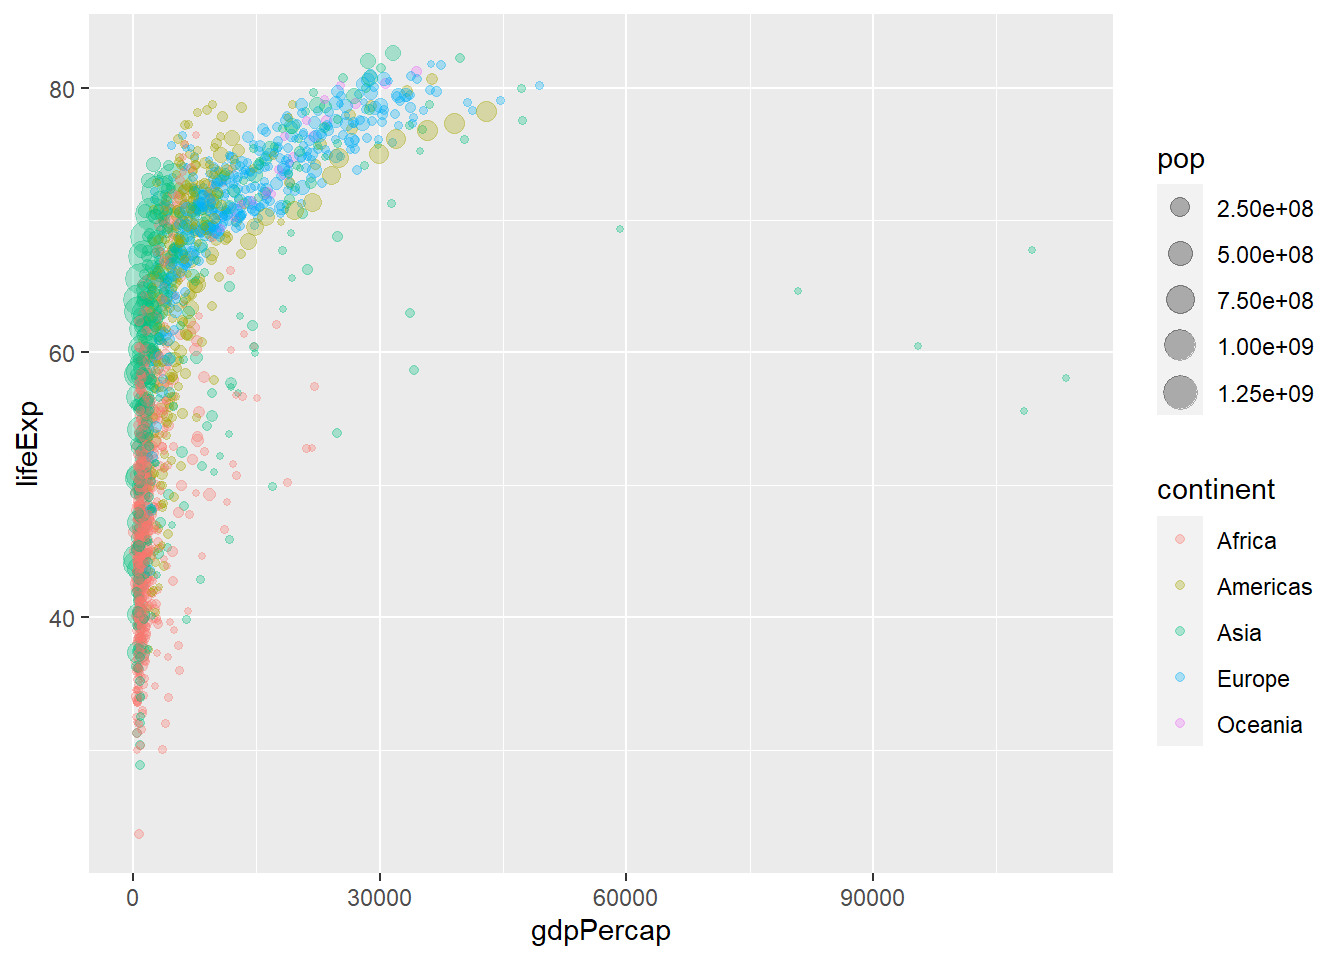 lifeExp
80
60
40
0
30000
60000
90000
gdpPercap
pop
2.50e+08
5.00e+08
7.50e+08
1.00e+09
1.25e+09
continent
Africa
Americas
Asia
Europe
Oceania